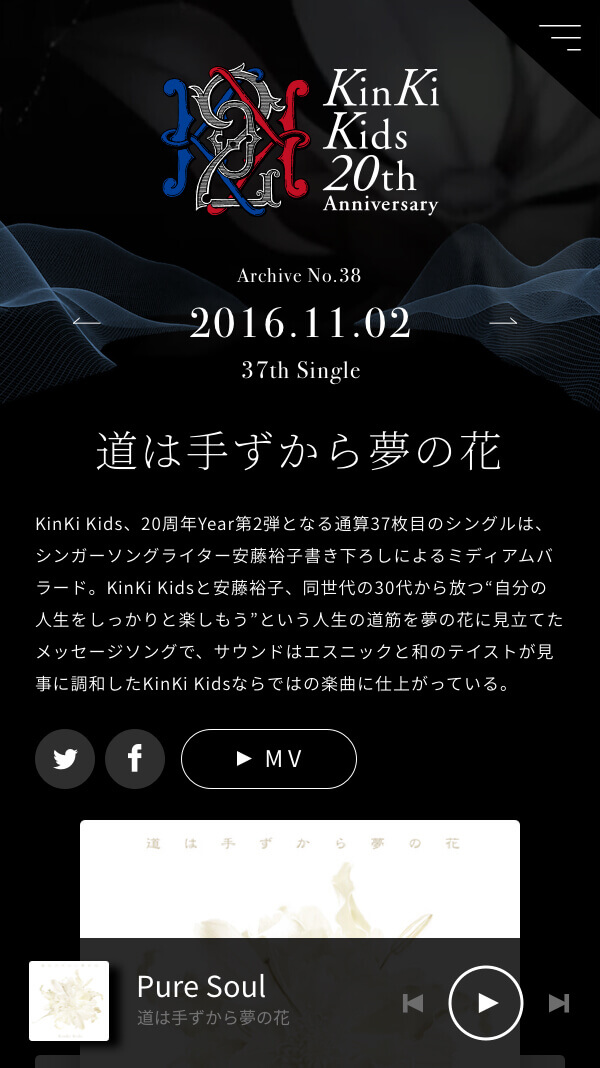 KinKi
Kids
20th
Anniversary
Archive No.38
2016.11.02
37th Single
道は手ずから夢の花
KinKi Kids、20周年Year第2弾となる通算37枚目のシングルは、
シンガーソングライター安藤裕子書き下ろしによるミディアムバ
ラード。KinKi Kidsと安藤裕子、同世代の30代から放つ“自分の
人生をしっかりと楽しもう”という人生の道筋を夢の花に見立てた
メッセージソングで、サウンドはエスニックと和のテイストが見
事に調和したKinKi Kidsならではの楽曲に仕上がっている。
MV
道は手ずから夢の花
Pure Soul
道は手ずから夢の花